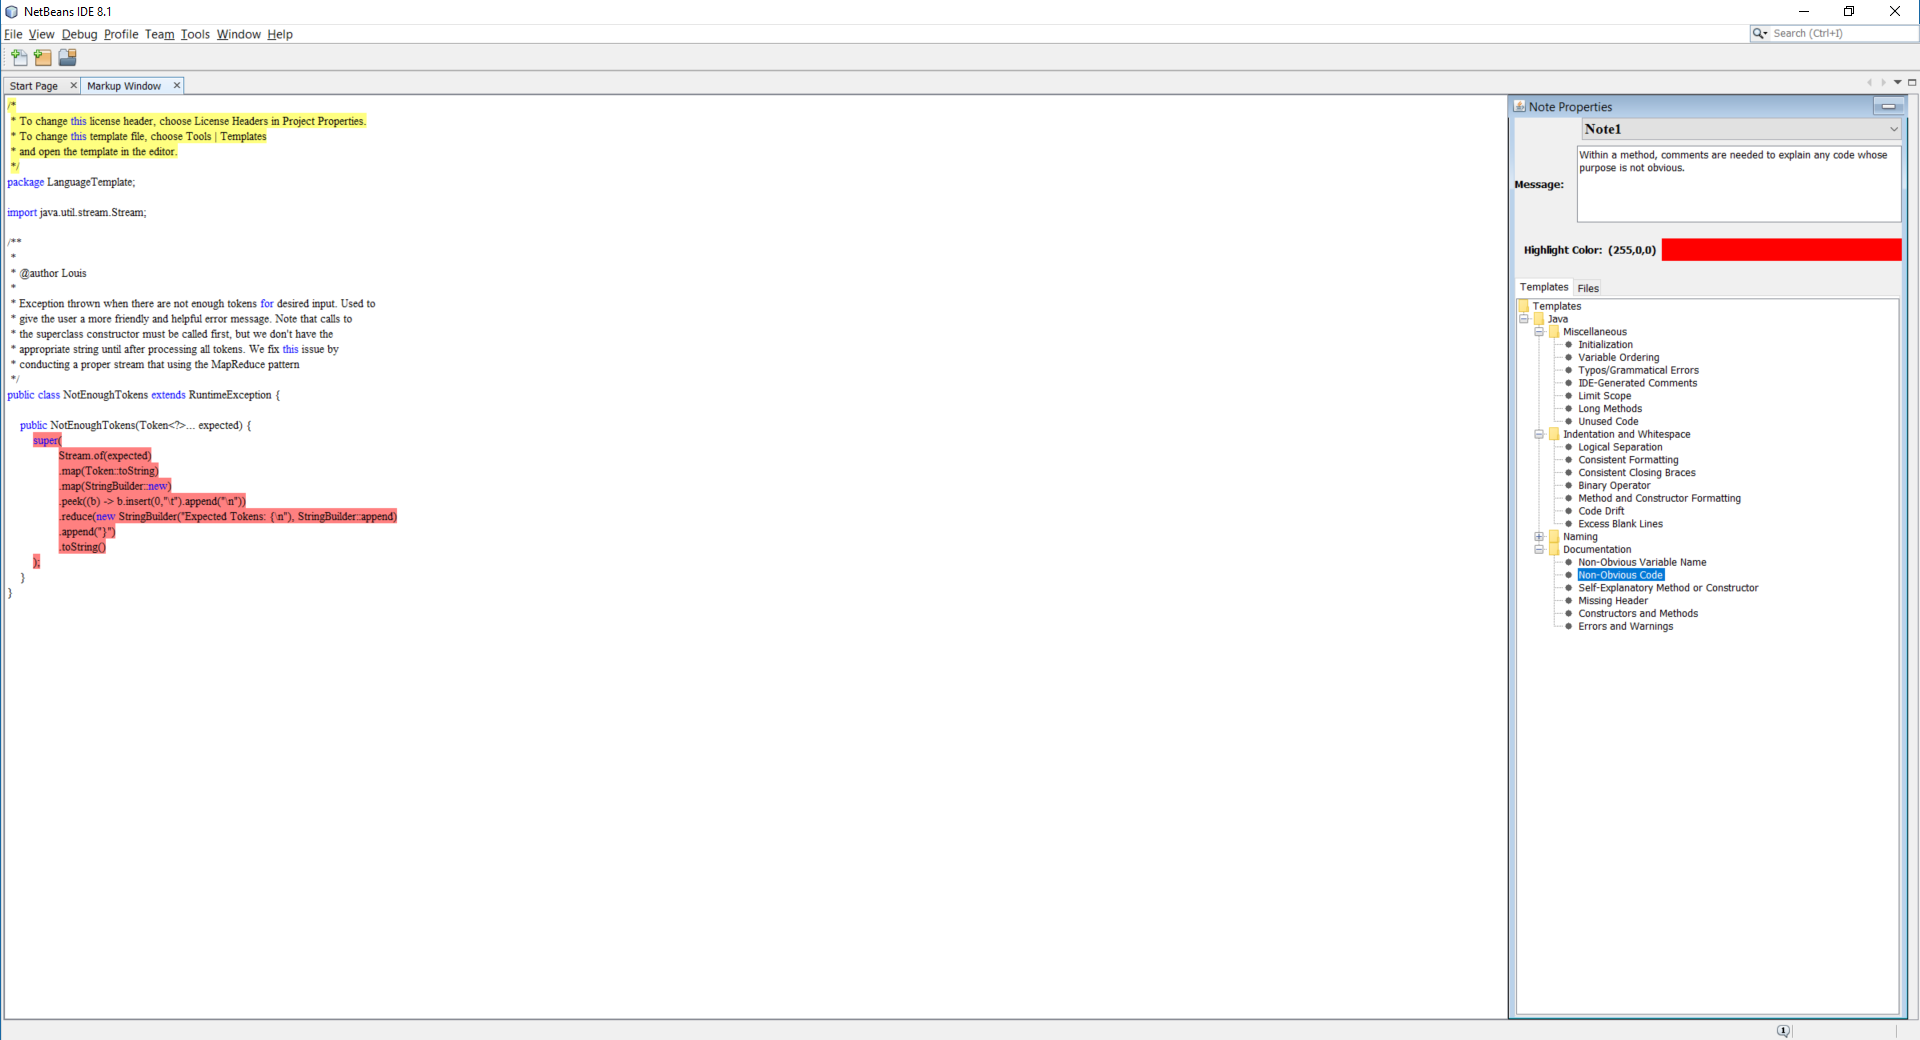 NetBeans IDE 8.1
File View Debug Profile Team Tools Window Help
Search (Ctrl+I)
Start Page
Markup Window
/*
* To change this license header, choose License Headers in Project Properties.
* To change this template file, choose Tools | Templates
* and open the template in the editor.
*/
package LanguageTemplate;
import java.util.stream.Stream;
/**
*
* @author Louis
*
* Exception thrown when there are not enough tokens for desired input. Used to
* give the user a more friendly and helpful error message. Note that calls to
* the superclass constructor must be called first, but we don't have the
* appropriate string until after processing all tokens. We fix this issue by
* conducting a proper stream that using the MapReduce pattern
*/
public class NotEnoughTokens extends RuntimeException {
public NotEnoughTokens(Token<?>... expected) {
super(
Stream.of(expected)
.map(Token::toString)
.map(StringBuilder::new)
.peek((b) -> b.insert(0,"\t").append("\n"))
.reduce(new StringBuilder("Expected Tokens: {\n"), StringBuilder::append)
.append("}")
.toString()
);
}
}
Note Properties
Note1
Message:
Within a method, comments are needed to explain any code whose
purpose is not obvious.
Highlight Color: (255,0,0)
Templates
Files
Templates
Java
Miscellaneous
Initialization
Variable Ordering
Typos/Grammatical Errors
IDE-Generated Comments
Limit Scope
Long Methods
Unused Code
Indentation and Whitespace
Logical Separation
Consistent Formatting
Consistent Closing Braces
Binary Operator
Method and Constructor Formatting
Code Drift
Excess Blank Lines
Naming
Documentation
Non-Obvious Variable Name
Non-Obvious Code
Self-Explanatory Method or Constructor
Missing Header
Constructors and Methods
Errors and Warnings
1